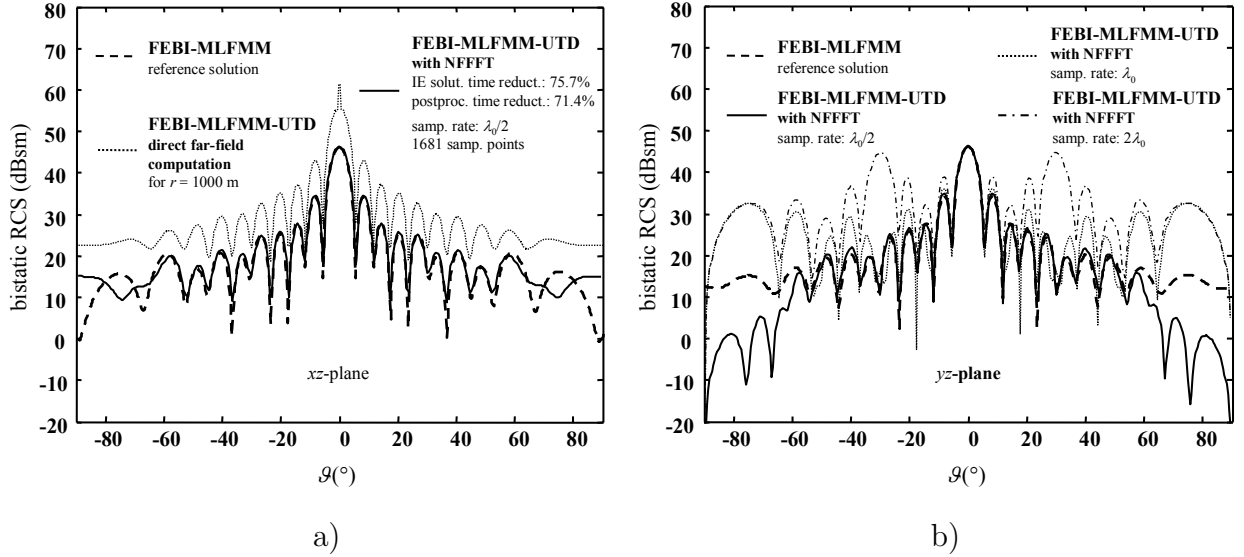 80
70
60
50
40
30
20
10
0
-10
-20
bistatic RCS (dBsm)
FEBI-MLFMM
reference solution
FEBI-MLFMM-UTD
direct far-field
computation
for r = 1000 m
FEBI-MLFMM-UTD
with NFFFT
IE solut. time reduct.: 75.7%
postproc. time reduct.: 71.4%
samp. rate: λ₀/2
1681 samp. points
xz-plane
-80 -60 -40 -20 0 20 40 60 80
ϑ(°)
a)
80
70
60
50
40
30
20
10
0
-10
-20
bistatic RCS (dBsm)
FEBI-MLFMM
reference solution
FEBI-MLFMM-UTD
with NFFFT
samp. rate: λ₀/2
FEBI-MLFMM-UTD
with NFFFT
samp. rate: λ₀
FEBI-MLFMM-UTD
with NFFFT
samp. rate: 2λ₀
yz-plane
-80 -60 -40 -20 0 20 40 60 80
ϑ(°)
b)